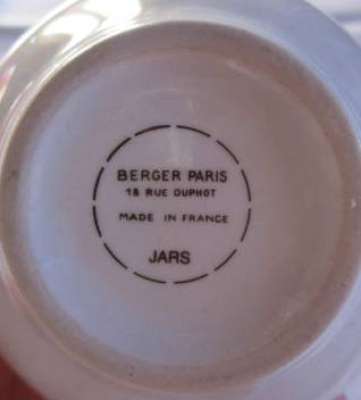 BERGER PARIS
18 RUE DUPHOT
MADE IN FRANCE
JARS